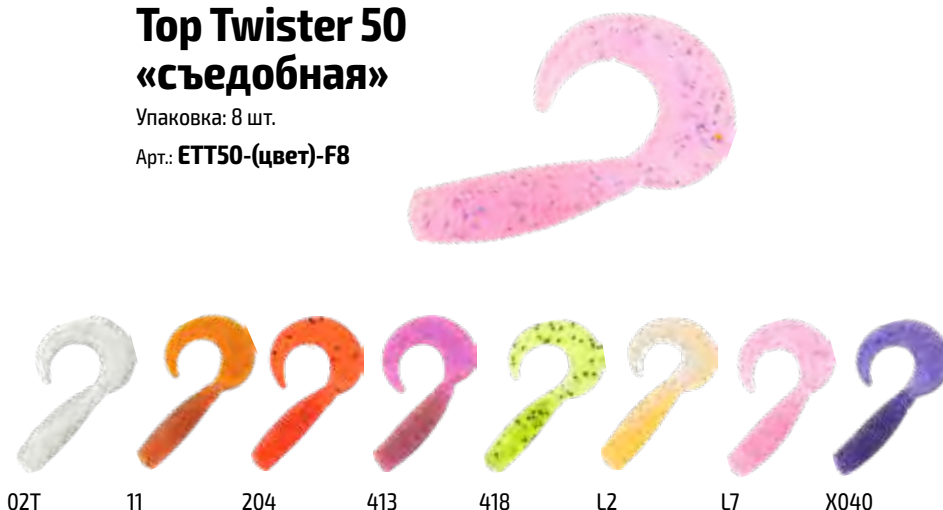 Top Twister 50
«съедобная»
Упаковка: 8 шт.
Арт.: ETT50-(цвет)-F8
02T 11 204 413 418 L2 L7 X040